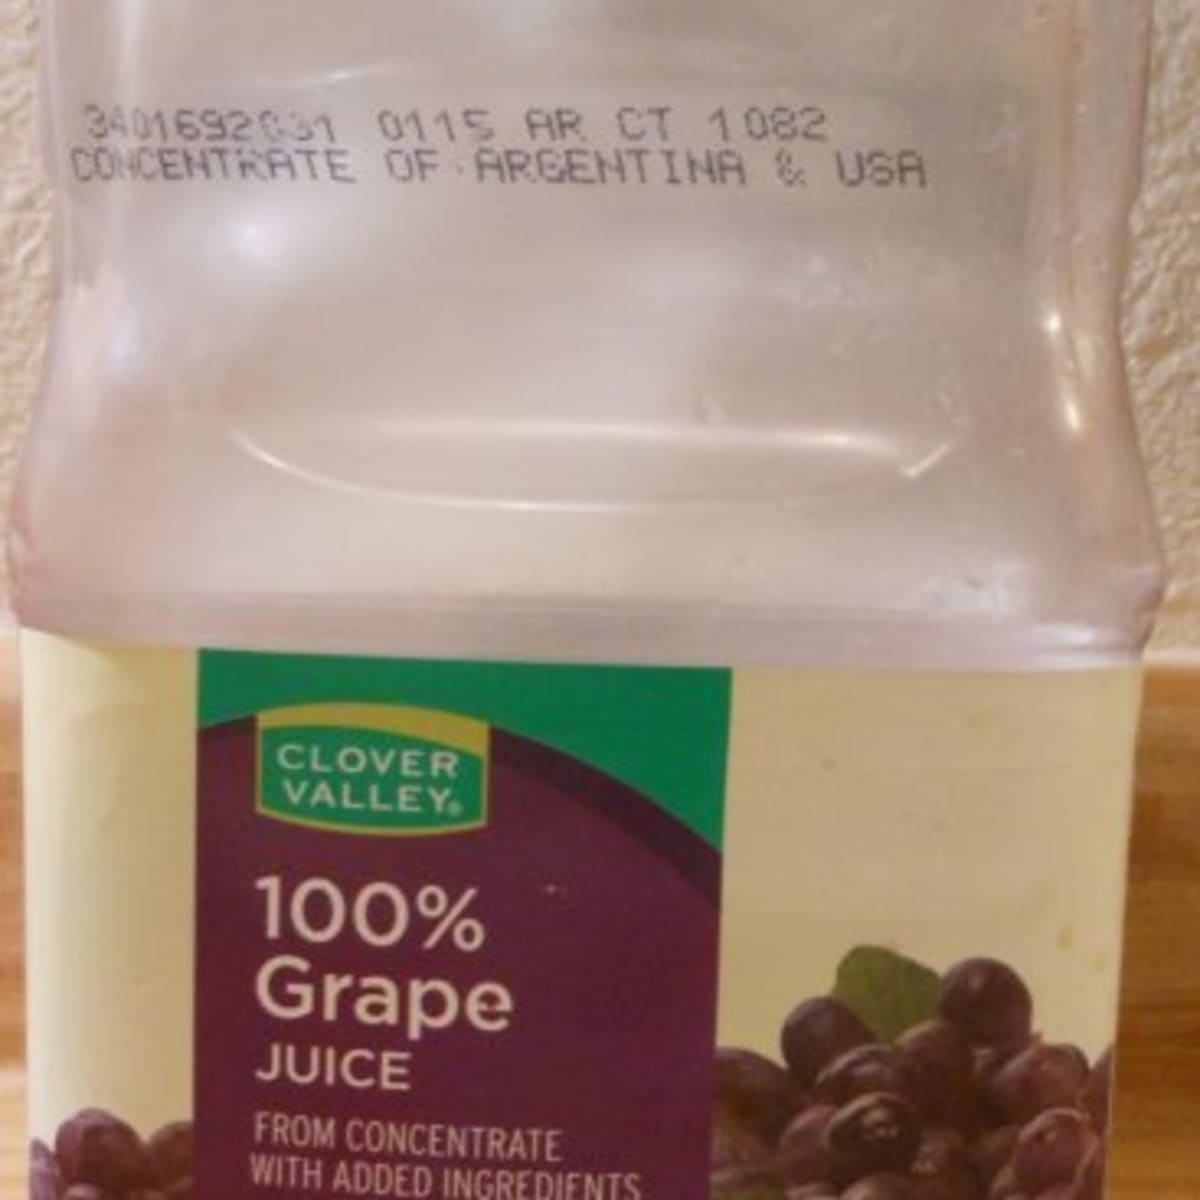 3401692031 0115 AR CT 1082
CONCENTRATE OF ARGENTINA & USA
CLOVER
VALLEY®
100%
Grape
JUICE
FROM CONCENTRATE
WITH ADDED INGREDIENTS